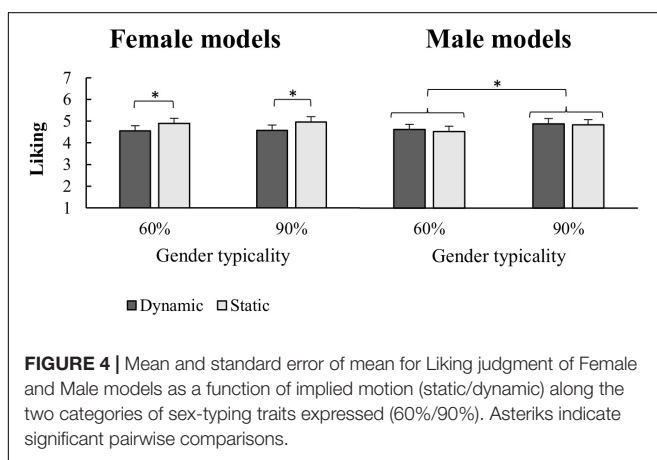 Female models Male models
*
*
*
7
6
5
4
3
2
1
Liking
60% 90% 60% 90%
Gender typicality Gender typicality
Dynamic Static
FIGURE 4 | Mean and standard error of mean for Liking judgment of Female
and Male models as a function of implied motion (static/dynamic) along the
two categories of sex-typing traits expressed (60%/90%). Asteriks indicate
significant pairwise comparisons.